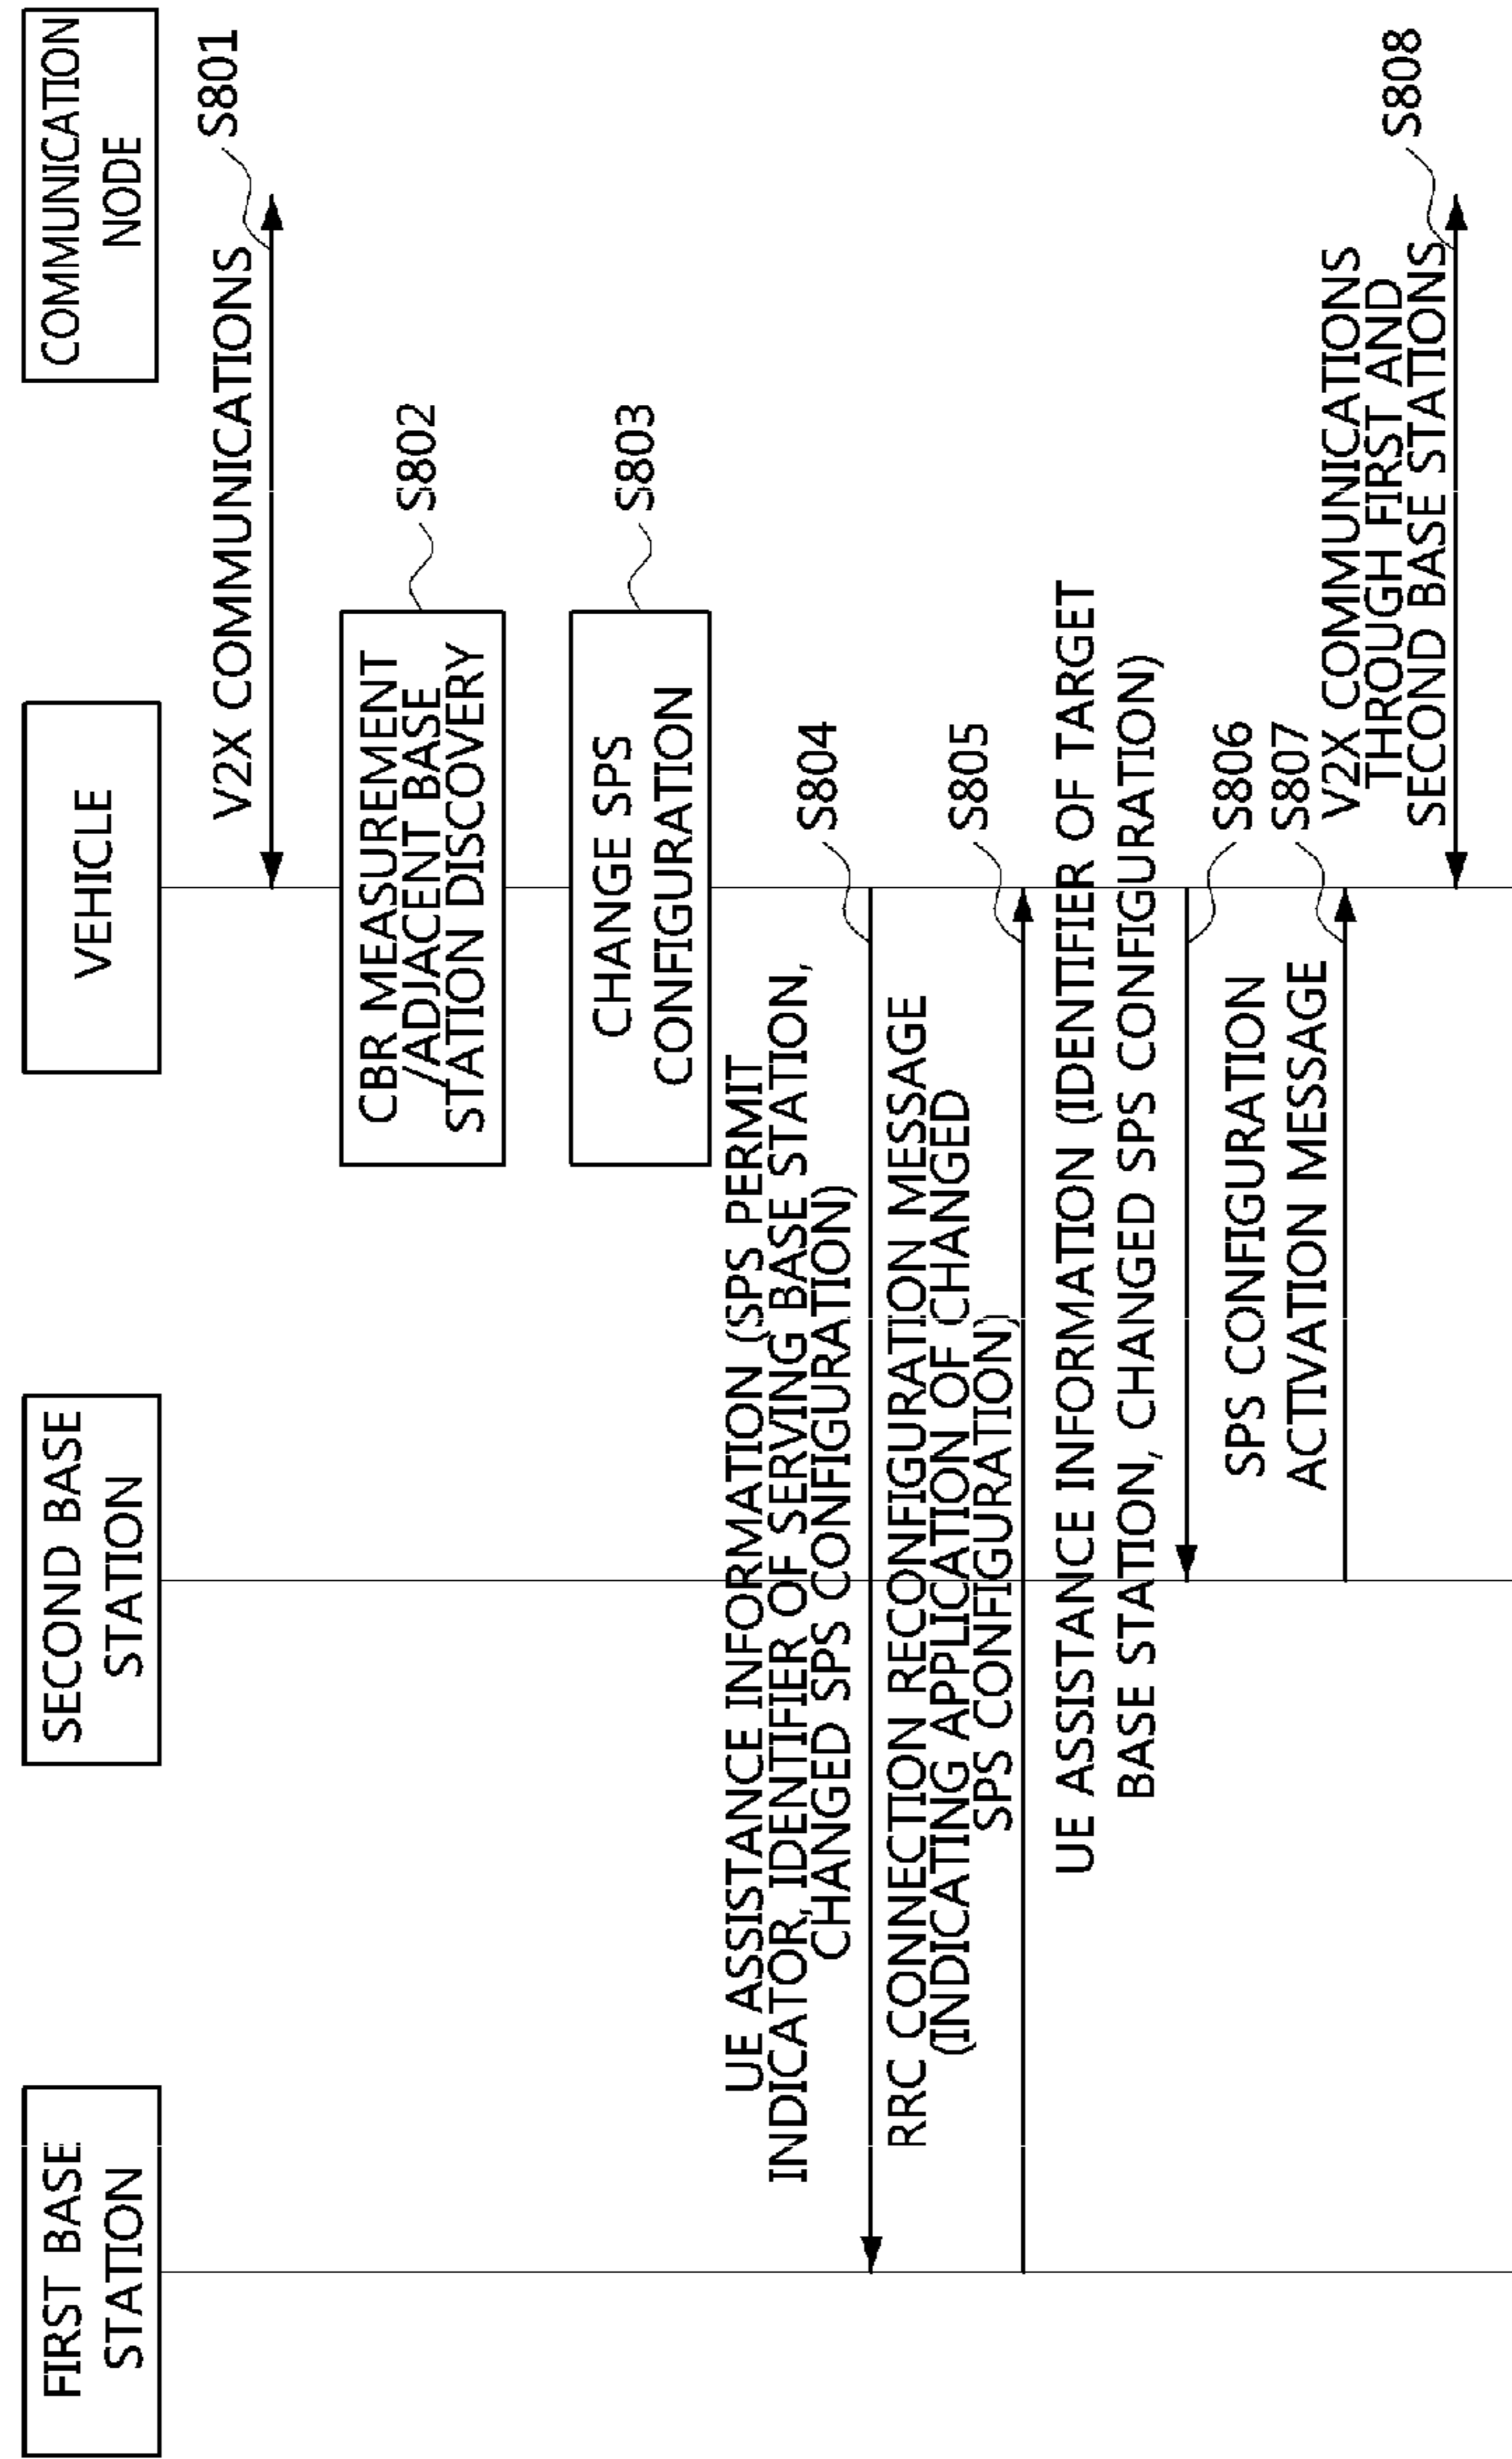 FIRST BASE
STATION
SECOND BASE
STATION
VEHICLE
COMMUNICATION
NODE
V2X COMMUNICATIONS
S801
CBR MEASUREMENT
/ADJACENT BASE
STATION DISCOVERY
S802
CHANGE SPS
CONFIGURATION
S803
UE ASSISTANCE INFORMATION (SPS PERMIT
INDICATOR, IDENTIFIER OF SERVING BASE STATION,
CHANGED SPS CONFIGURATION)
S804
RRC CONNECTION RECONFIGURATION MESSAGE
(INDICATING APPLICATION OF CHANGED
SPS CONFIGURATION)
S805
UE ASSISTANCE INFORMATION (IDENTIFIER OF TARGET
BASE STATION, CHANGED SPS CONFIGURATION)
S806
SPS CONFIGURATION
ACTIVATION MESSAGE
S807
V2X COMMUNICATIONS
THROUGH FIRST AND
SECOND BASE STATIONS
S808